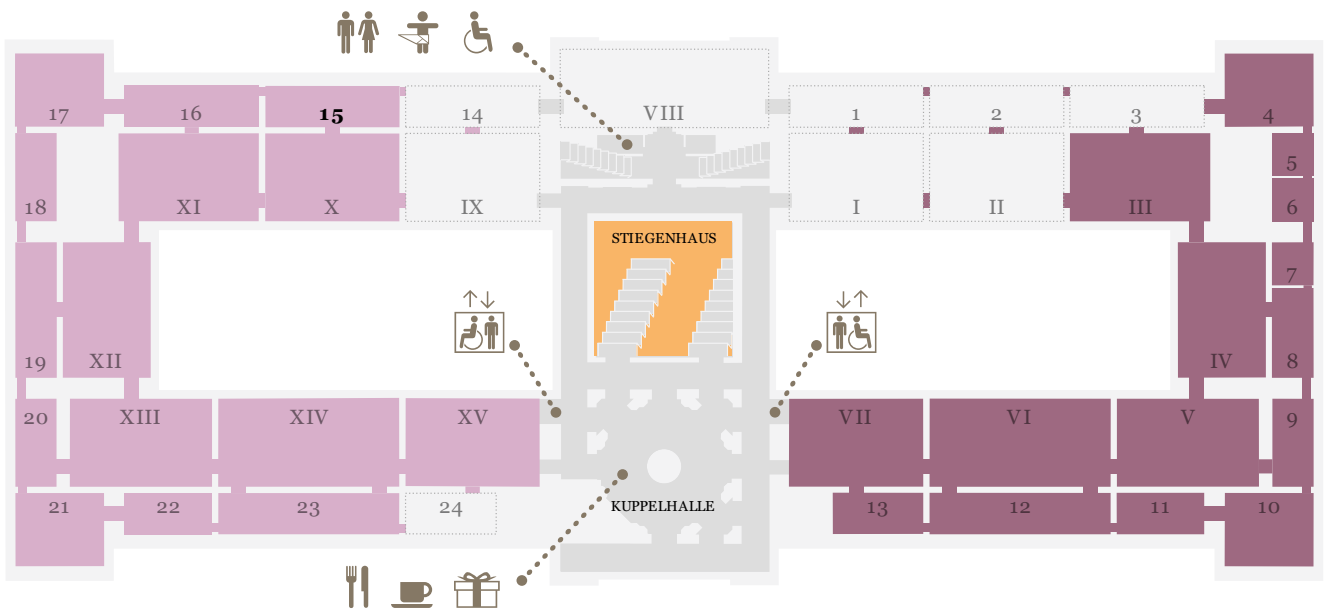 17 16 15 14 VIII 1 2 3 4
5
18 XI X IX I II III 6
STIEGENHAUS
7
19 XII IV 8
20 XIII XIV XV VII VI V 9
21 22 23 24 KUPPELHALLE 13 12 11 10